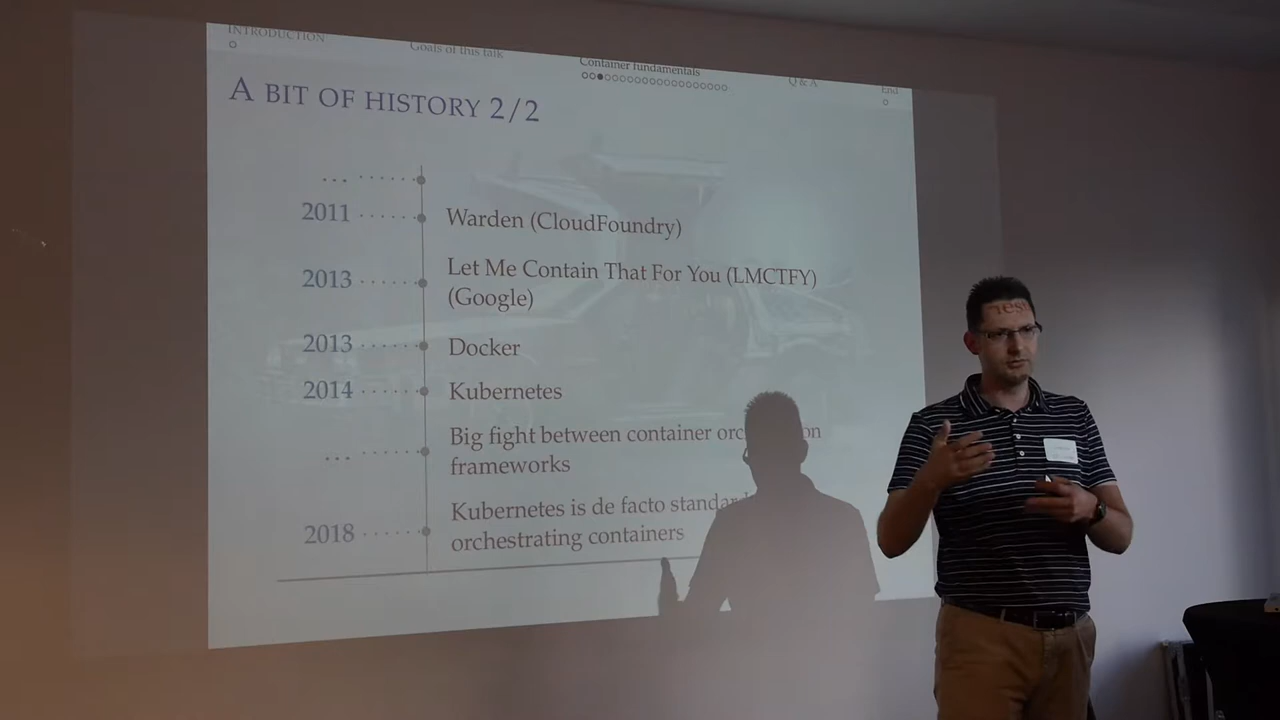 INTRODUCTION
Goals of this talk
Container fundamentals
Q & A
End
A BIT OF HISTORY 2/2
...
2011
Warden (CloudFoundry)
2013
Let Me Contain That For You (LMCTFY)
(Google)
2013
Docker
2014
Kubernetes
...
Big fight between container orc on
frameworks
2018
Kubernetes is de facto standard
orchestrating containers